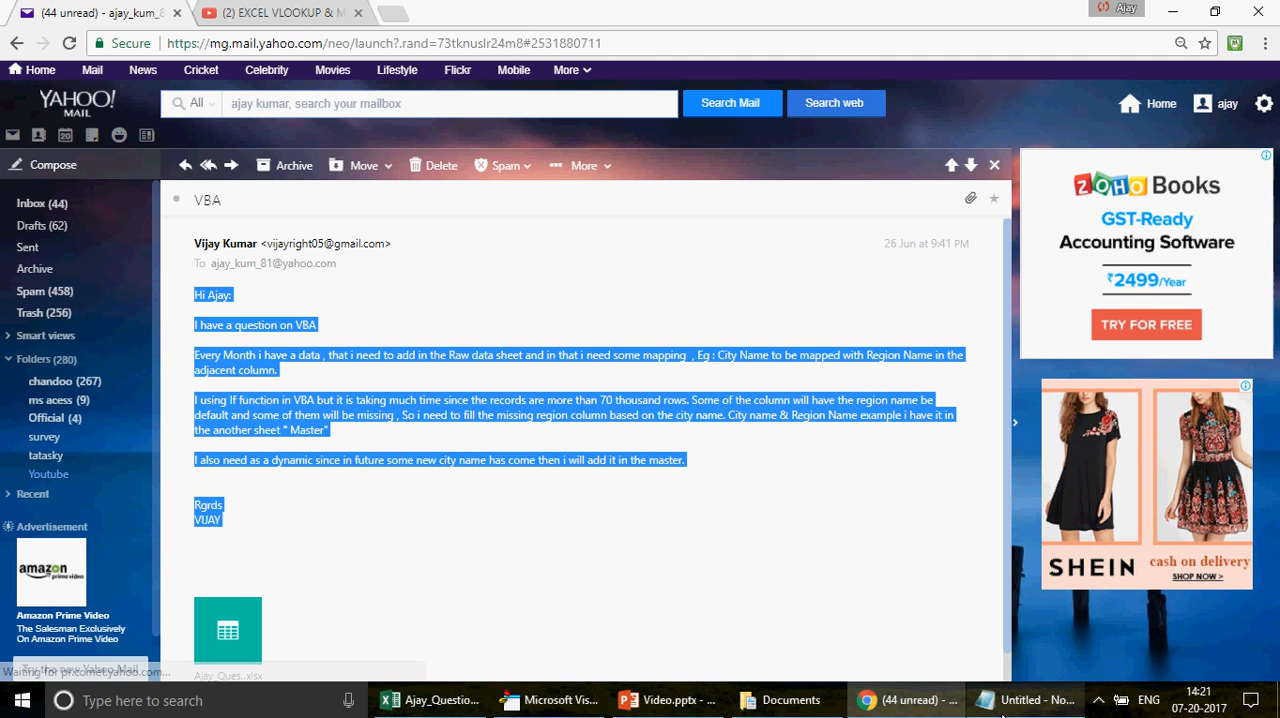 (44 unread) - ajay_kum_8
(2) EXCEL VLOOKUP & M
Ajay
Secure
https://mg.mail.yahoo.com/neo/launch?.rand=73tknuslr24m8#2531880711
Home Mail News Cricket Celebrity Movies Lifestyle Flickr Mobile More
YAHOO!
MAIL
All
ajay kumar, search your mailbox
Search Mail
Search web
Home
ajay
Compose
Archive Move Delete Spam More
Inbox (44)
Drafts (62)
Sent
Archive
Spam (458)
Trash (256)
Smart views
Folders (280)
chandoo (267)
ms acess (9)
Official (4)
survey
tatasky
Youtube
Recent
Advertisement
amazon
prime video
Amazon Prime Video
The Salesman Exclusively
On Amazon Prime Video
Try the new Yahoo Mail
Waiting for pr.comet.yahoo.com...
VBA
Vijay Kumar <vijayright05@gmail.com>
26 Jun at 9:41 PM
To ajay_kum_81@yahoo.com
Hi Ajay:
I have a question on VBA
Every Month i have a data , that i need to add in the Raw data sheet and in that i need some mapping , Eg : City Name to be mapped with Region Name in the
adjacent column.
I using If function in VBA but it is taking much time since the records are more than 70 thousand rows. Some of the column will have the region name be
default and some of them will be missing , So i need to fill the missing region column based on the city name. City name & Region Name example i have it in
the another sheet " Master"
I also need as a dynamic since in future some new city name has come then i will add it in the master.
Rgrds
VIJAY
Ajay_Ques..xlsx
ZOHO Books
GST-Ready
Accounting Software
₹2499/Year
TRY FOR FREE
SHEIN
cash on delivery
SHOP NOW >
Type here to search
Ajay_Questio...
Microsoft Vis...
Video.pptx - ...
Documents
(44 unread) - ...
Untitled - No...
ENG
14:21
07-20-2017